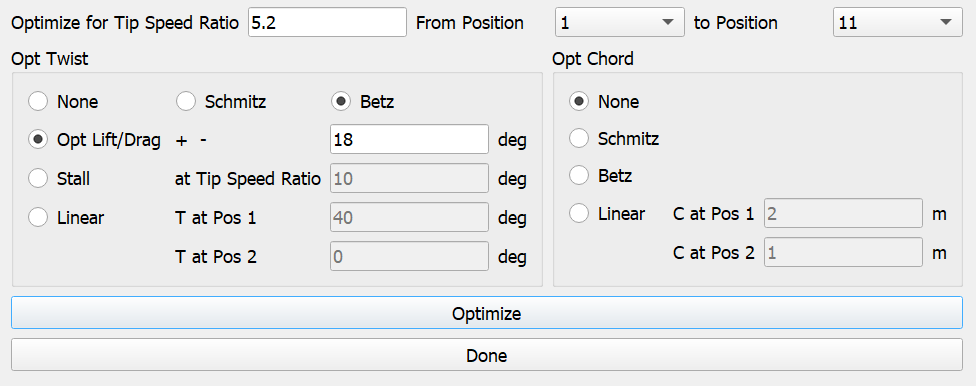 Optimize for Tip Speed Ratio 5.2 From Position 1 to Position 11
Opt Twist
None Schmitz Betz
Opt Lift/Drag + - 18 deg
Stall at Tip Speed Ratio 10 deg
Linear T at Pos 1 40 deg
T at Pos 2 0 deg
Opt Chord
None
Schmitz
Betz
Linear C at Pos 1 2 m
C at Pos 2 1 m
Optimize
Done